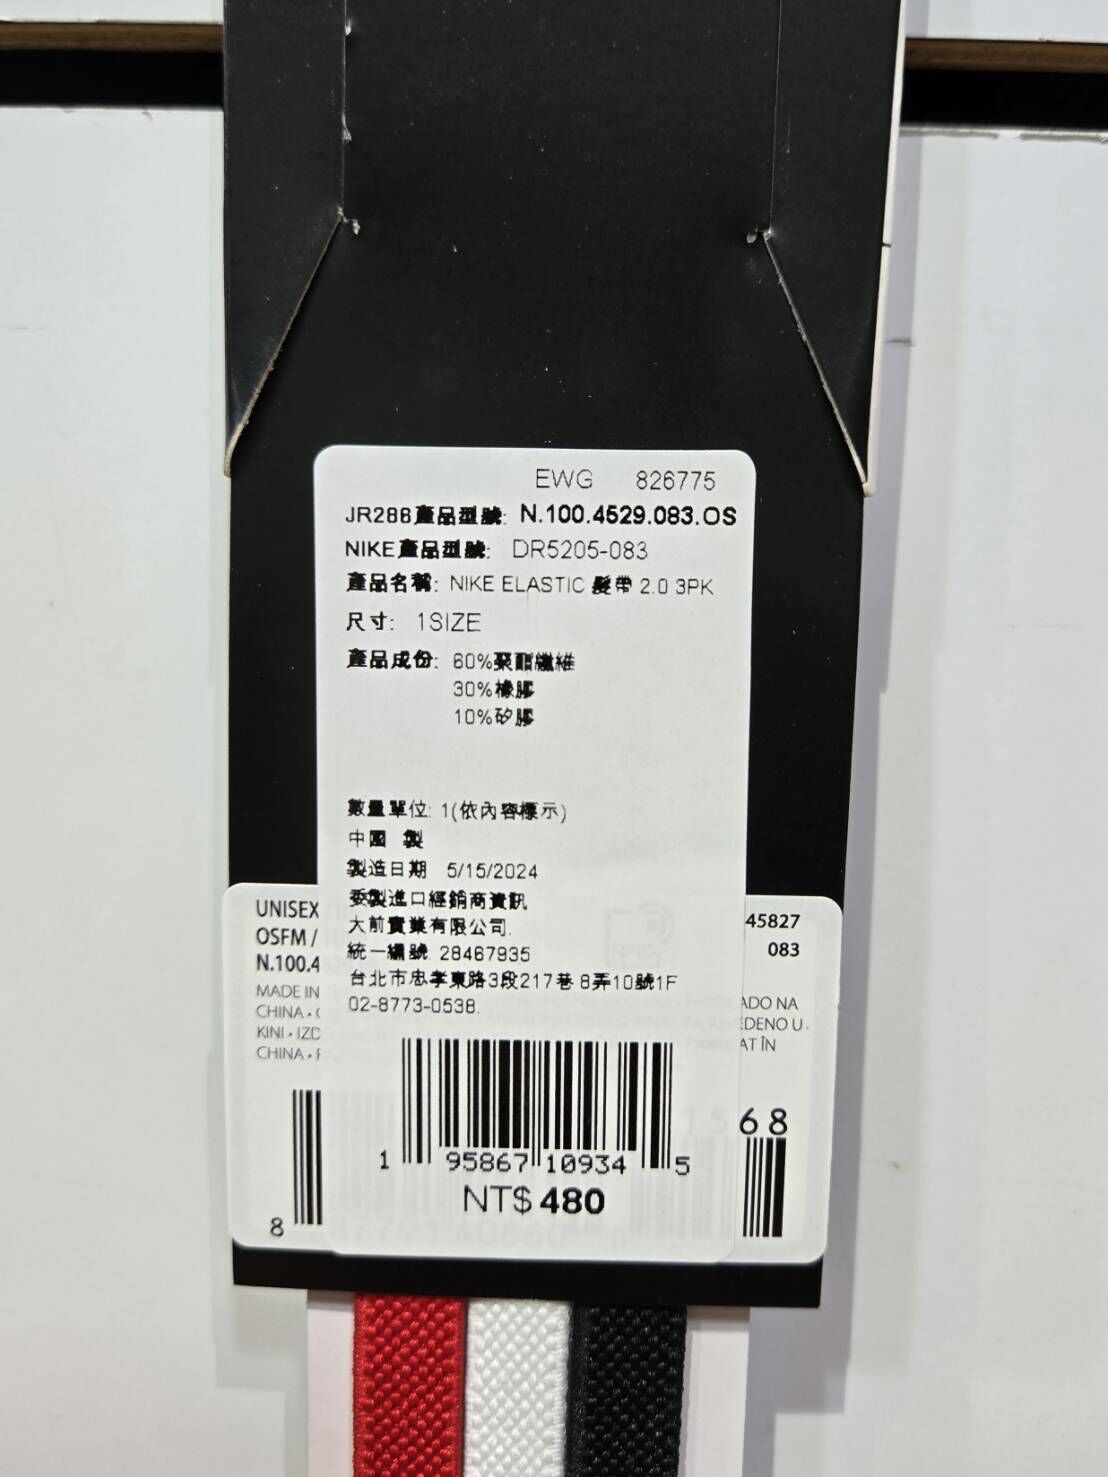 EWG 826775
JR286產品型號: N.100.4529.083.OS
NIKE產品型號: DR5205-083
產品名稱: NIKE ELASTIC 髮帶 2.0 3PK
尺寸: 1SIZE
產品成份: 60%聚酯纖維
30%橡膠
10%矽膠
數量單位: 1(依內容標示)
中國 製
製造日期 5/15/2024
委製進口經銷商資訊
大前實業有限公司.
統一編號 28467935
台北市忠孝東路3段217巷8弄10號1F
02-8773-0538.
1 95867 10934 5
NT$ 480
UNISEX
OSFM /
N.100.4
MADE IN
CHINA •
KINI • IZD
CHINA •
45827
083
ADO NA
EDENO U
AT ÎN
1568
8